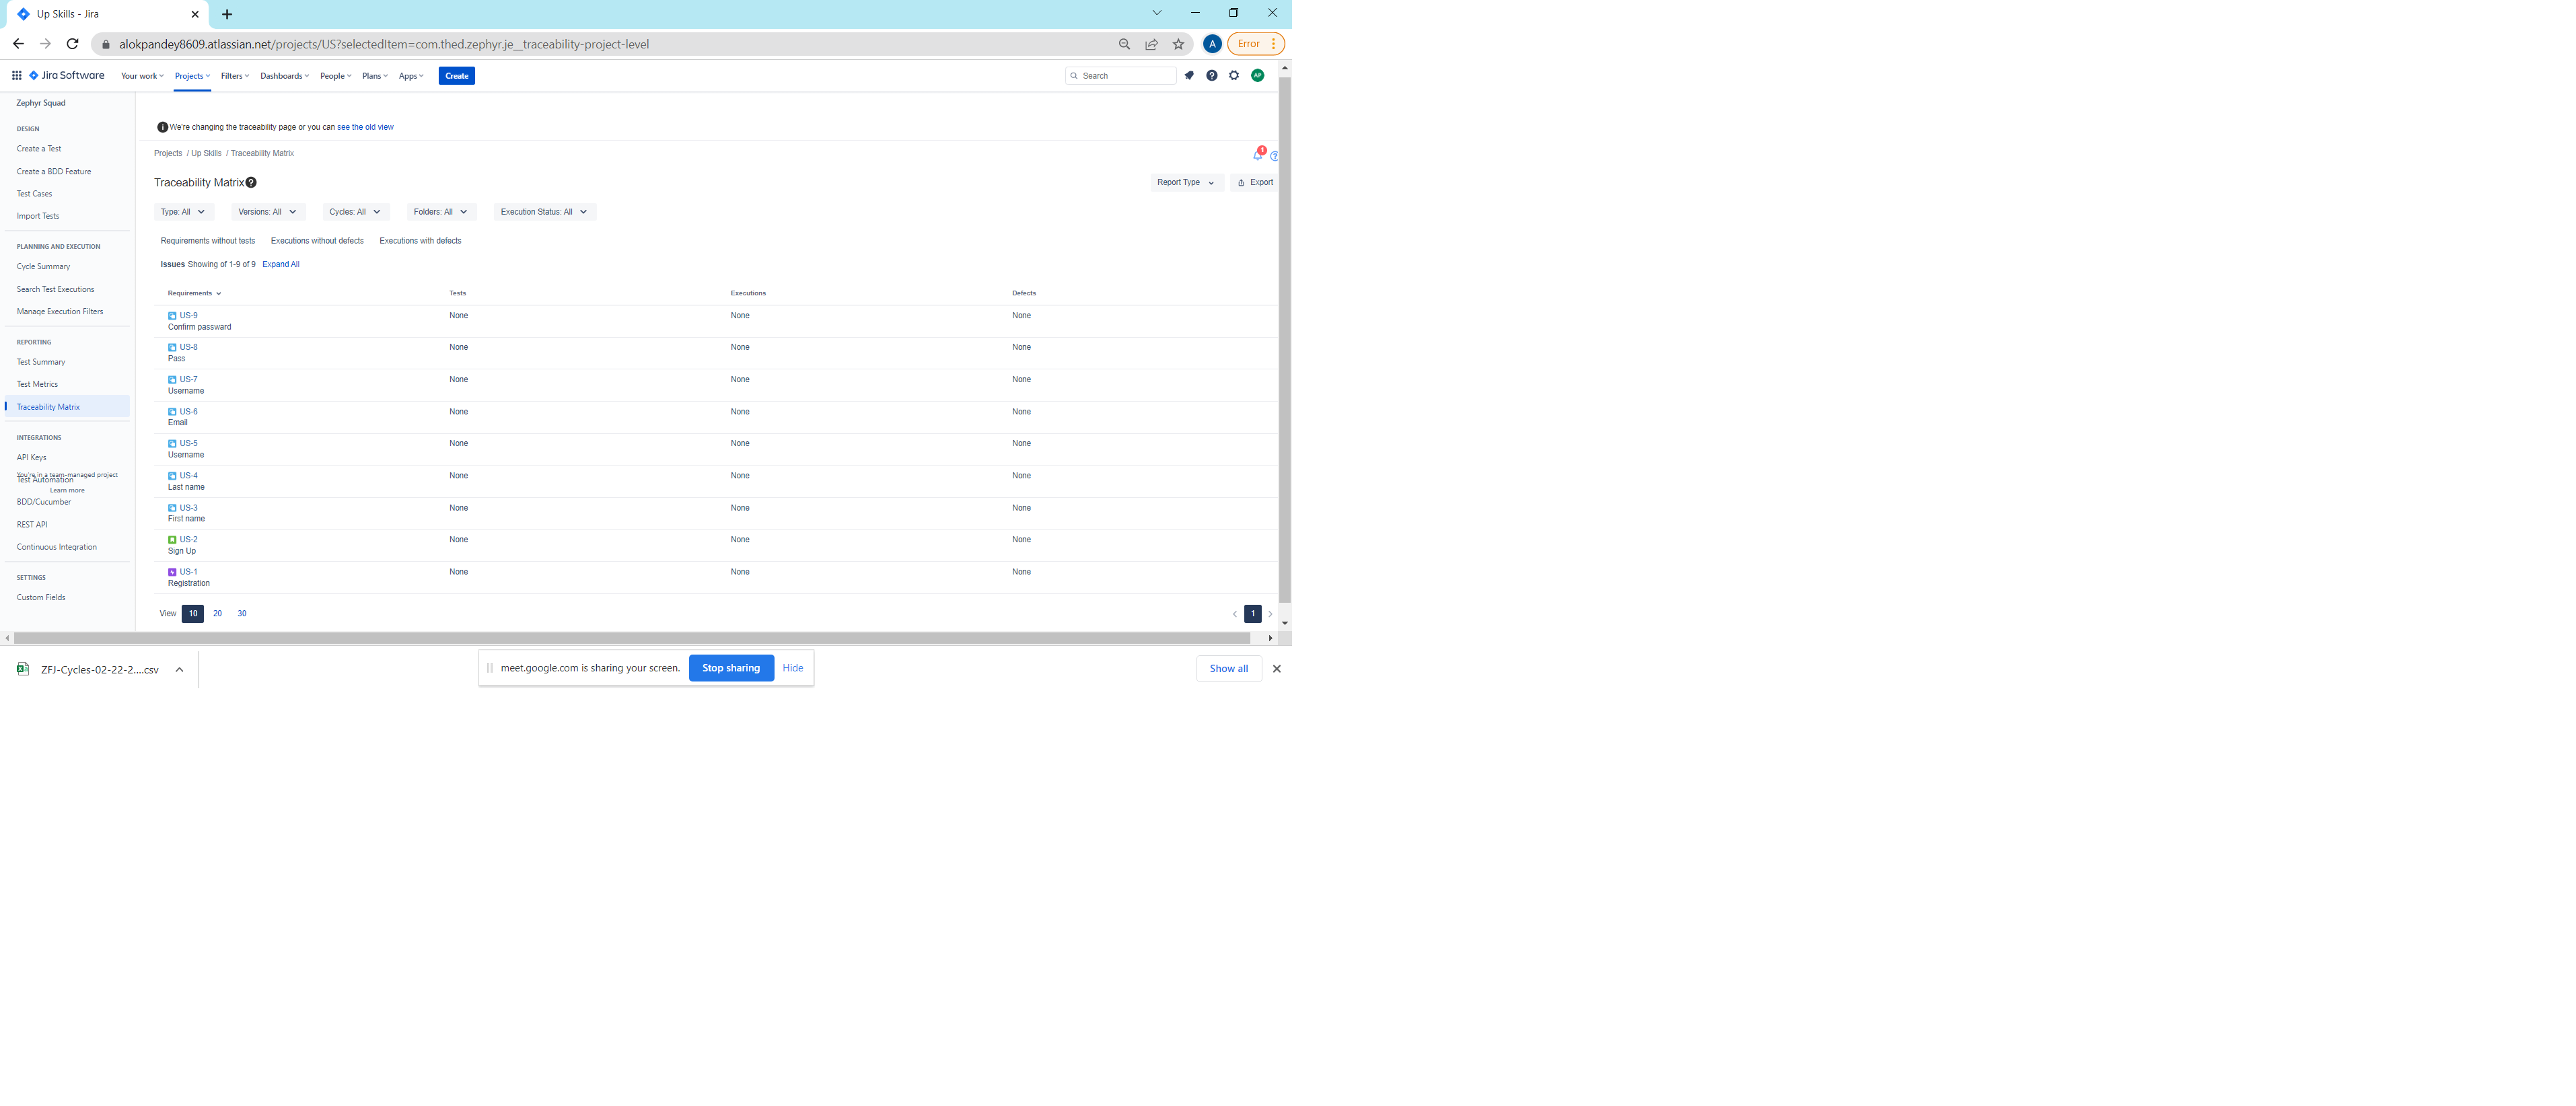 Up Skills - Jira
alokpandey8609.atlassian.net/projects/US?selectedItem=com.thed.zephyr.je__traceability-project-level
A
Error
Jira Software
Your work
Projects
Filters
Dashboards
People
Plans
Apps
Create
Search
AP
Zephyr Squad
DESIGN
Create a Test
Create a BDD Feature
Test Cases
Import Tests
PLANNING AND EXECUTION
Cycle Summary
Search Test Executions
Manage Execution Filters
REPORTING
Test Summary
Test Metrics
Traceability Matrix
INTEGRATIONS
API Keys
You're in a team-managed project
Test Automation
Learn more
BDD/Cucumber
REST API
Continuous Integration
SETTINGS
Custom Fields
We're changing the traceability page or you can see the old view
Projects / Up Skills / Traceability Matrix
1
Traceability Matrix
Report Type
Export
Type: All
Versions: All
Cycles: All
Folders: All
Execution Status: All
Requirements without tests
Executions without defects
Executions with defects
Issues Showing of 1-9 of 9 Expand All
Requirements Tests Executions Defects
US-9 None None None
Confirm passward
US-8 None None None
Pass
US-7 None None None
Username
US-6 None None None
Email
US-5 None None None
Username
US-4 None None None
Last name
US-3 None None None
First name
US-2 None None None
Sign Up
US-1 None None None
Registration
View 10 20 30
1
ZFJ-Cycles-02-22-2....csv
meet.google.com is sharing your screen.
Stop sharing
Hide
Show all